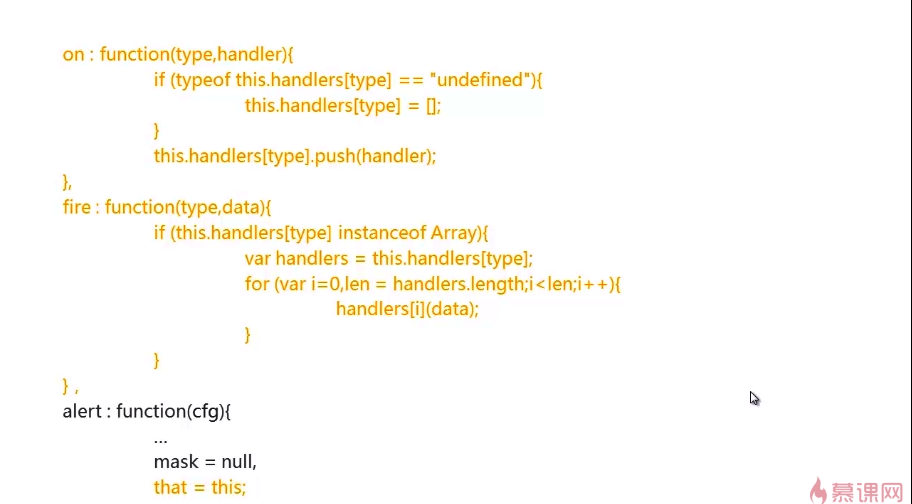 on : function(type,handler){
if (typeof this.handlers[type] == "undefined"){
this.handlers[type] = [];
}
this.handlers[type].push(handler);
},
fire : function(type,data){
if (this.handlers[type] instanceof Array){
var handlers = this.handlers[type];
for (var i=0,len = handlers.length;i<len;i++){
handlers[i](data);
}
}
} ,
alert : function(cfg){
...
mask = null,
that = this;
慕课网